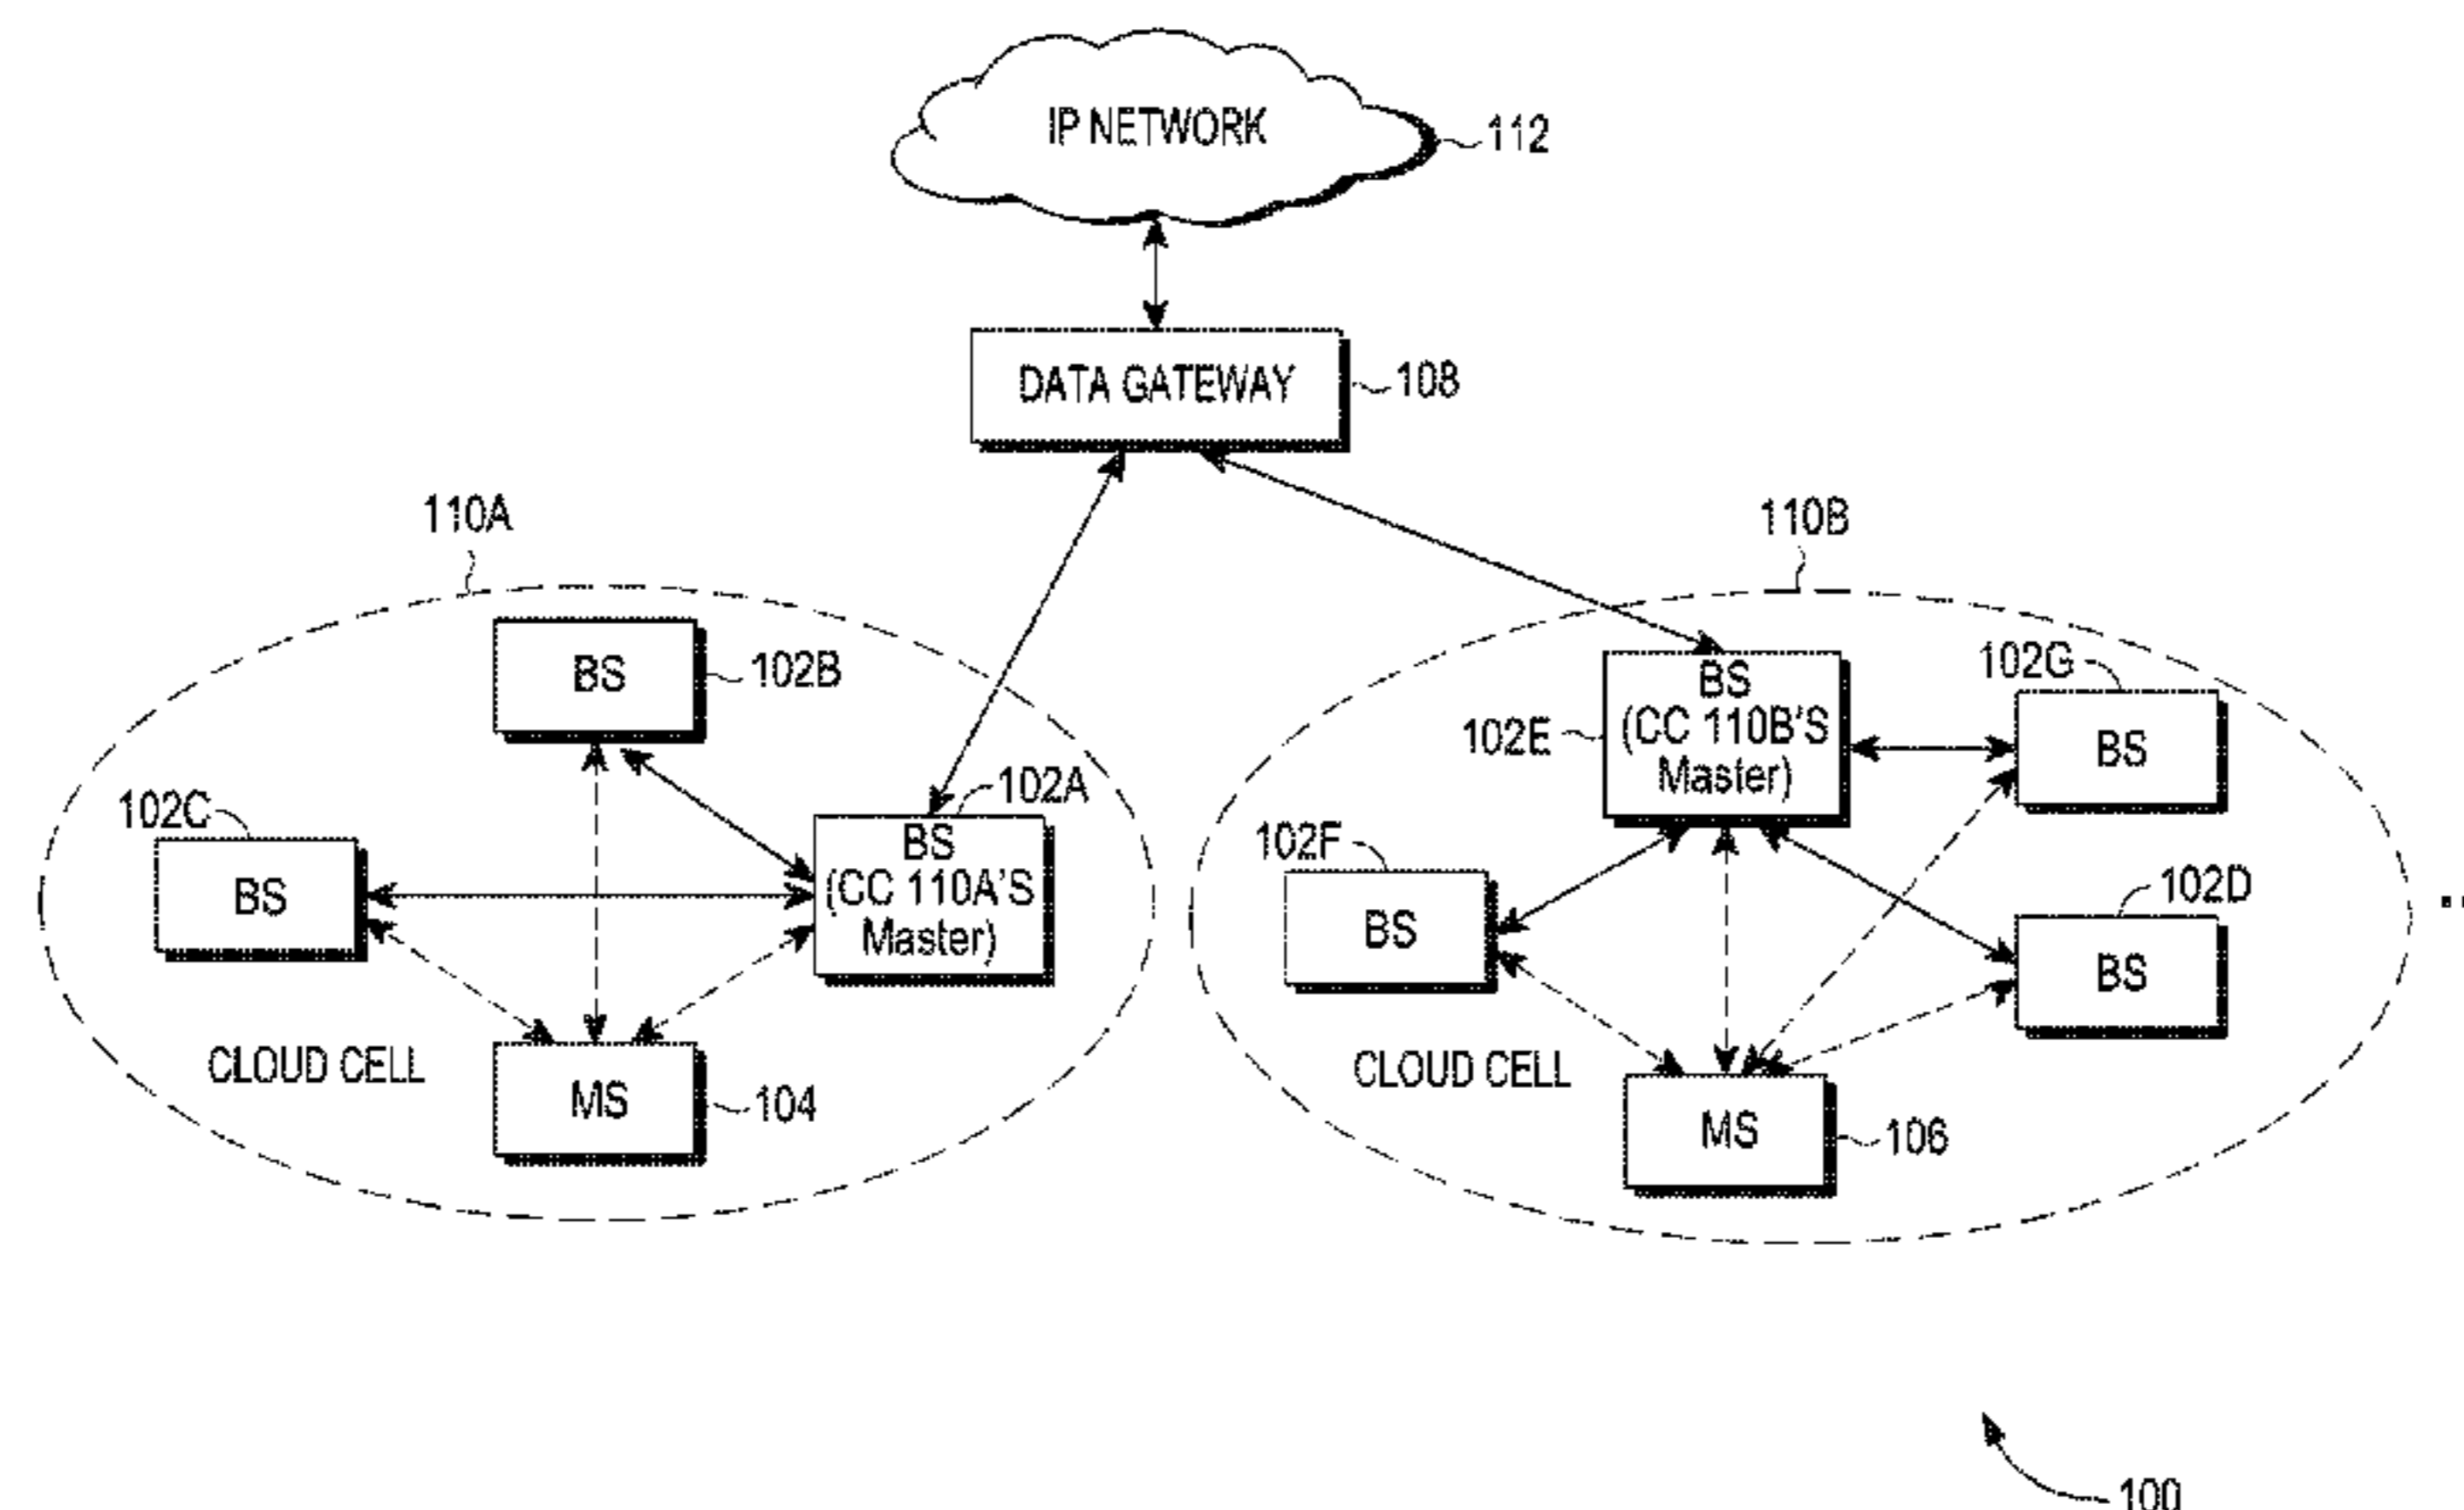 IP NETWORK
112
DATA GATEWAY
108
110A
110B
BS
102B
102A
BS
(CC 110A'S
Master)
102C
BS
CLOUD CELL
MS
104
BS
(CC 110B'S
Master)
102E
102G
BS
102F
BS
102D
BS
CLOUD CELL
MS
106
100